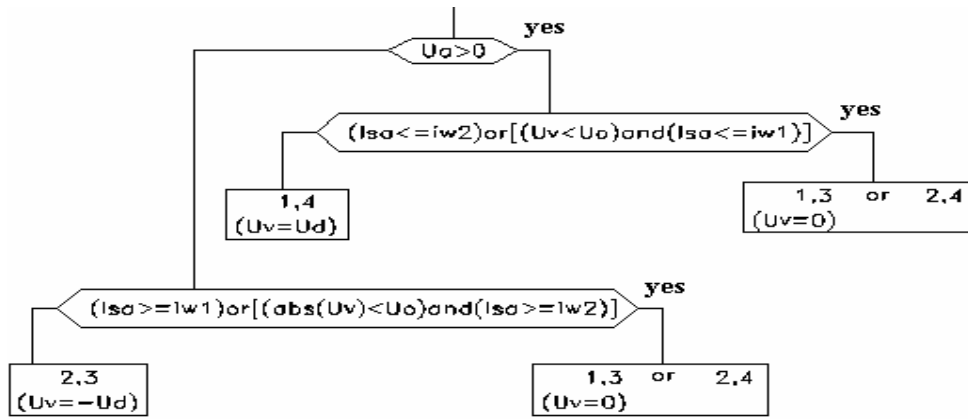 yes
Ua>0
yes
(Isa<=iw2)or[(Uv<Uo)and(Isa<=iw1)]
1,4
(Uv=Ud)
1,3 or 2,4
(Uv=0)
yes
(Isa>=Iw1)or[(abs(Uv)<Uo)and(Isa>=Iw2)]
2,3
(Uv=-Ud)
1,3 or 2,4
(Uv=0)